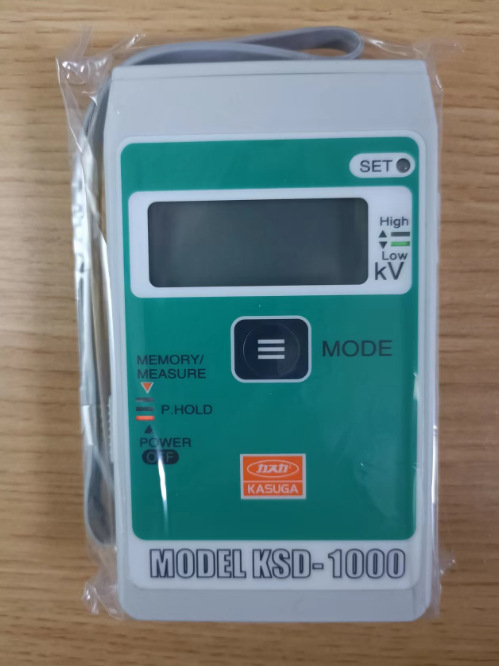 SET
High
Low
kV
MODE
MEMORY/
MEASURE
P.HOLD
POWER
OFF
カスガ
KASUGA
MODEL KSD-1000